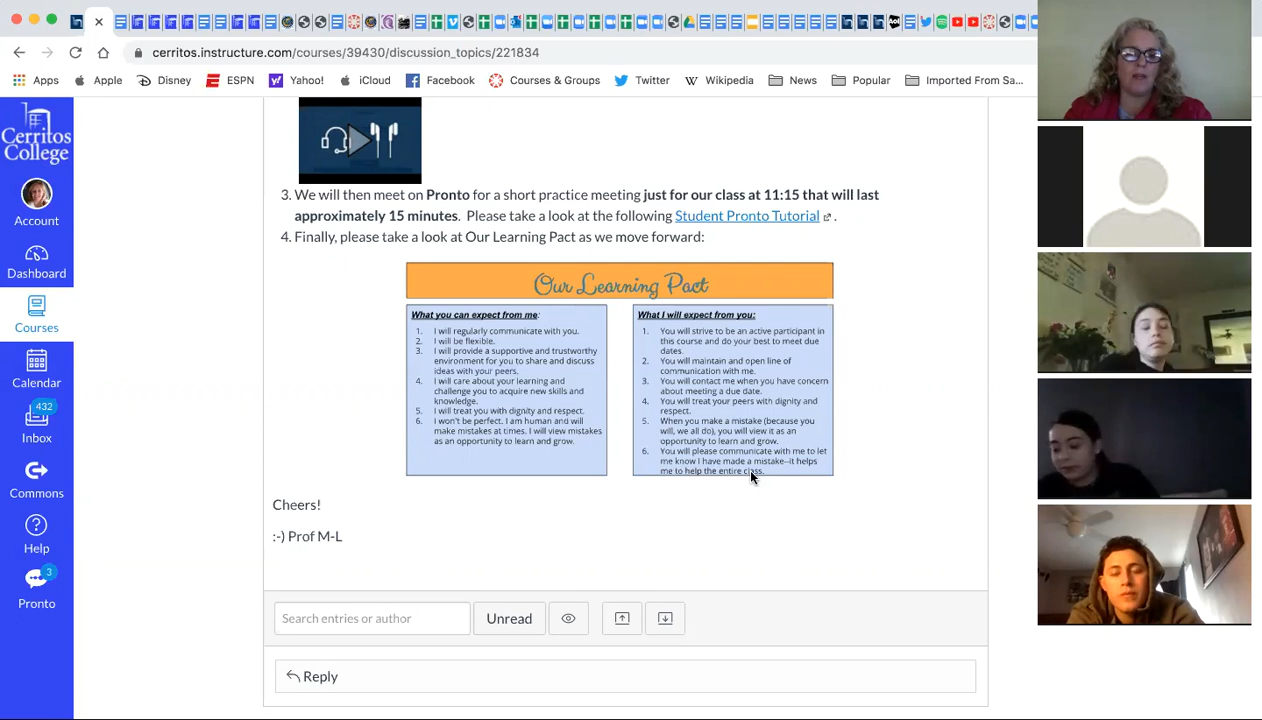 cerritos.instructure.com/courses/39430/discussion_topics/221834
Apps Apple Disney ESPN Yahoo! iCloud Facebook Courses & Groups Twitter Wikipedia News Popular Imported From Sa...
Cerritos
College
Account
Dashboard
Courses
Calendar
432
Inbox
Commons
Help
3
Pronto
3. We will then meet on Pronto for a short practice meeting just for our class at 11:15 that will last
approximately 15 minutes. Please take a look at the following Student Pronto Tutorial .
4. Finally, please take a look at Our Learning Pact as we move forward:
Our Learning Pact
What you can expect from me:
1. I will regularly communicate with you.
2. I will be flexible.
3. I will provide a supportive and trustworthy
environment for you to share and discuss
ideas with your peers.
4. I will care about your learning and
challenge you to acquire new skills and
knowledge.
5. I will treat you with dignity and respect.
6. I won't be perfect. I am human and will
make mistakes at times. I will view mistakes
as an opportunity to learn and grow.
What I will expect from you:
1. You will strive to be an active participant in
this course and do your best to meet due
dates.
2. You will maintain and open line of
communication with me.
3. You will contact me when you have concern
about meeting a due date.
4. You will treat your peers with dignity and
respect.
5. When you make a mistake (because you
will, we all do), you will view it as an
opportunity to learn and grow.
6. You will please communicate with me to let
me know I have made a mistake--it helps
me to help the entire class.
Cheers!
:-) Prof M-L
Search entries or author
Unread
Reply